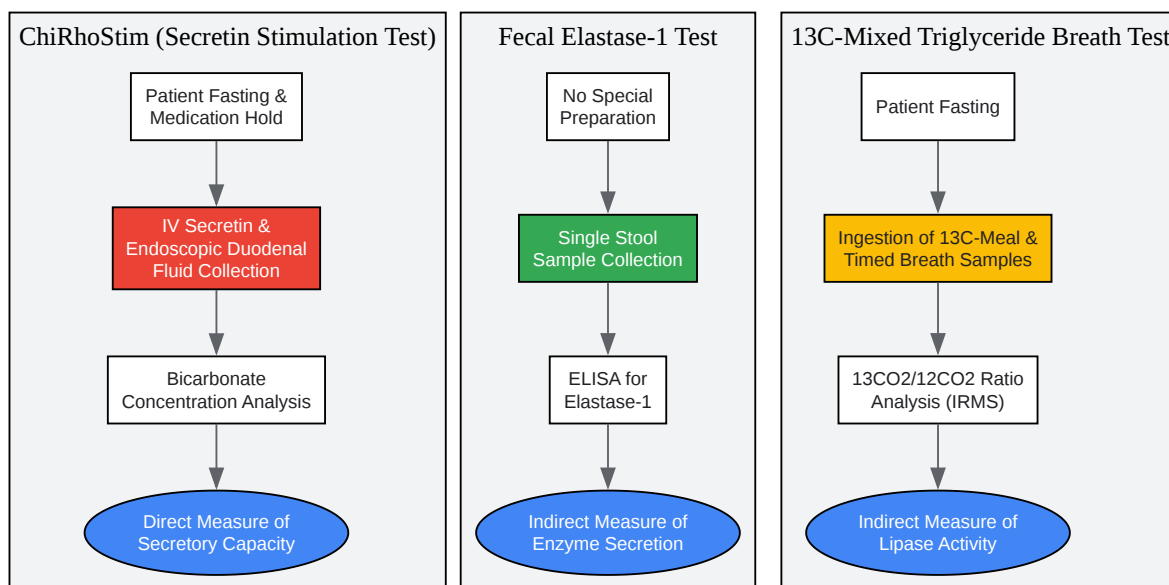 ChiRhoStim (Secretin Stimulation Test)
Patient Fasting &
Medication Hold
IV Secretin &
Endoscopic Duodenal
Fluid Collection
Bicarbonate
Concentration Analysis
Direct Measure of
Secretory Capacity
Fecal Elastase-1 Test
No Special
Preparation
Single Stool
Sample Collection
ELISA for
Elastase-1
Indirect Measure of
Enzyme Secretion
13C-Mixed Triglyceride Breath Test
Patient Fasting
Ingestion of 13C-Meal &
Timed Breath Samples
13CO2/12CO2 Ratio
Analysis (IRMS)
Indirect Measure of
Lipase Activity